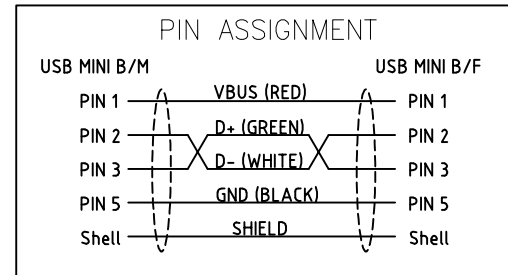 PIN ASSIGNMENT
USB MINI B/M USB MINI B/F
PIN 1 VBUS (RED) PIN 1
PIN 2 D+ (GREEN) PIN 2
PIN 3 D- (WHITE) PIN 3
PIN 5 GND (BLACK) PIN 5
Shell SHIELD Shell